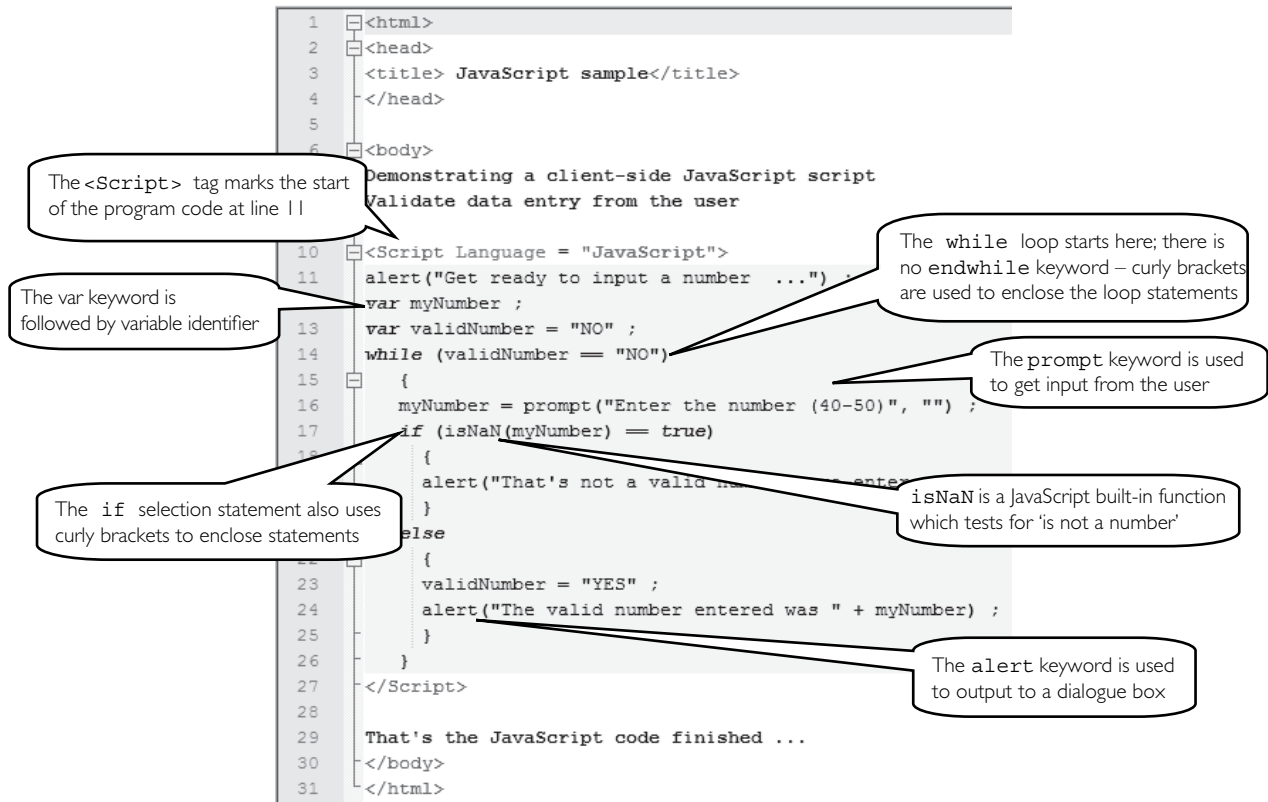 1 <html>
2 <head>
3 <title> JavaScript sample</title>
4 </head>
5
6 <body>
Demonstrating a client-side JavaScript script
Validate data entry from the user
The <Script> tag marks the start
of the program code at line 11
10 <Script Language = "JavaScript">
11 alert("Get ready to input a number ...") ;
The while loop starts here; there is
no endwhile keyword – curly brackets
are used to enclose the loop statements
The var keyword is
followed by variable identifier
var myNumber ;
13 var validNumber = "NO" ;
14 while (validNumber == "NO")
The prompt keyword is used
to get input from the user
15 {
16 myNumber = prompt("Enter the number (40-50)", "") ;
17 if (isNaN(myNumber) == true)
18 {
alert("That's not a valid
}
The if selection statement also uses
curly brackets to enclose statements
isNaN is a JavaScript built-in function
which tests for 'is not a number'
else
22 {
23 validNumber = "YES" ;
24 alert("The valid number entered was " + myNumber) ;
25 }
26 }
The alert keyword is used
to output to a dialogue box
27 </Script>
28
29 That's the JavaScript code finished ...
30 </body>
31 </html>